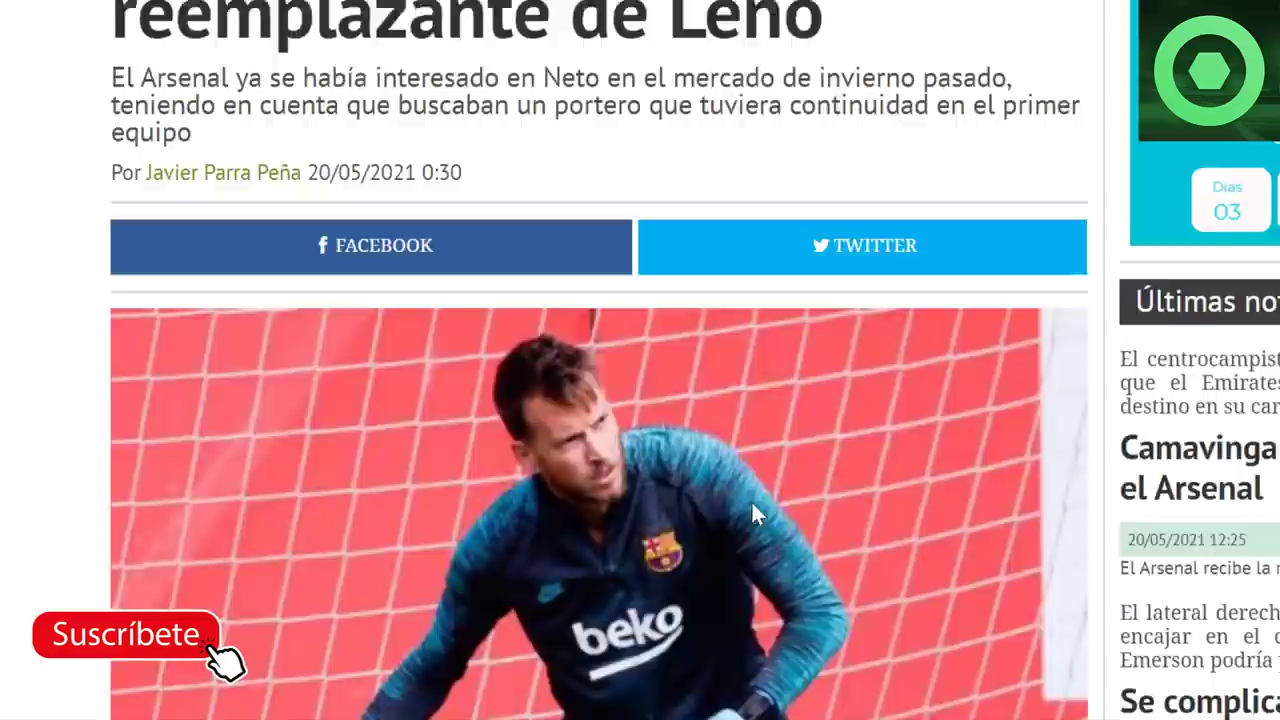 reemplazante de Leno
El Arsenal ya se había interesado en Neto en el mercado de invierno pasado,
teniendo en cuenta que buscaban un portero que tuviera continuidad en el primer
equipo
Por Javier Parra Peña 20/05/2021 0:30
FACEBOOK
TWITTER
beko
Suscríbete
Dias
03
Últimas no
El centrocampist
que el Emirates
destino en su car
Camavinga
el Arsenal
20/05/2021 12:25
El Arsenal recibe la
El lateral derech
encajar en el
Emerson podría
Se complic